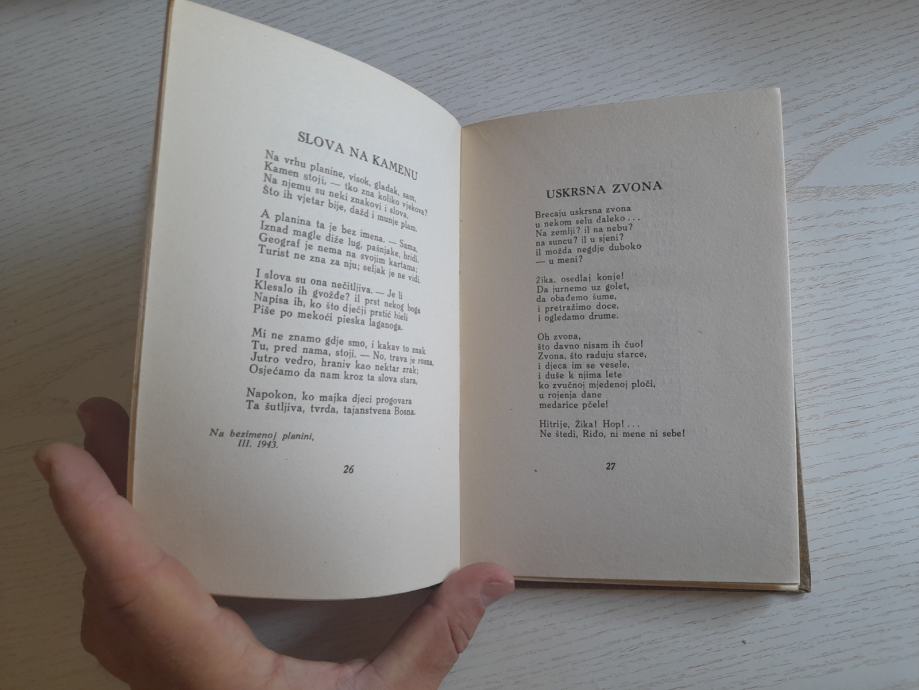 SLOVA NA KAMENU
Na vrhu planine, visok, gladak, sam,
Kamen stoji, — tko zna koliko vjekova?
Na njemu su neki znakovi i slova,
Što ih vjetar bije, dažd i munje plam.
A planina ta je bez imena. — Sama,
Iznad magle diže lug, pašnjake, hridi.
Geograf je nema na svojim kartama;
Turist ne zna za nju; seljak je ne vidi.
I slova su ona nečitljiva. — Je li
Klesalo ih gvožđe? il prst nekog boga
Napisa ih, ko što dječji prstić bieli
Piše po mekoći pieska laganoga.
Mi ne znamo gdje smo, i kakav to znak
Tu, pred nama, stoji. — No, trava je rosna,
Jutro vedro, hraniv kao nektar zrak;
Osjećamo da nam kroz ta slova stara,
Napokon, ko majka djeci progovara
Ta šutljiva, tvrda, tajanstvena Bosna.
Na bezimenoj planini,
III. 1943.
26
USKRSNA ZVONA
Brecaju uskrsna zvona
u nekom selu daleko...
Na zemlji? il na nebu?
na suncu? il u sjeni?
il možda negdje duboko
— u meni?
Žika, osedlaj konje!
Da jurnemo uz golet,
da obađemo šume,
i pretražimo doce,
i ogledamo drume.
Oh zvona,
što davno nisam ih čuo!
Zvona, što raduju starce,
i djeca im se vesele,
i duše k njima lete
ko zvučnoj mjedenoj ploči,
u rojenja dane
medarice pčele!
Hitrije, Žika! Hop!...
Ne štedi, Rido, ni mene ni sebe!
27